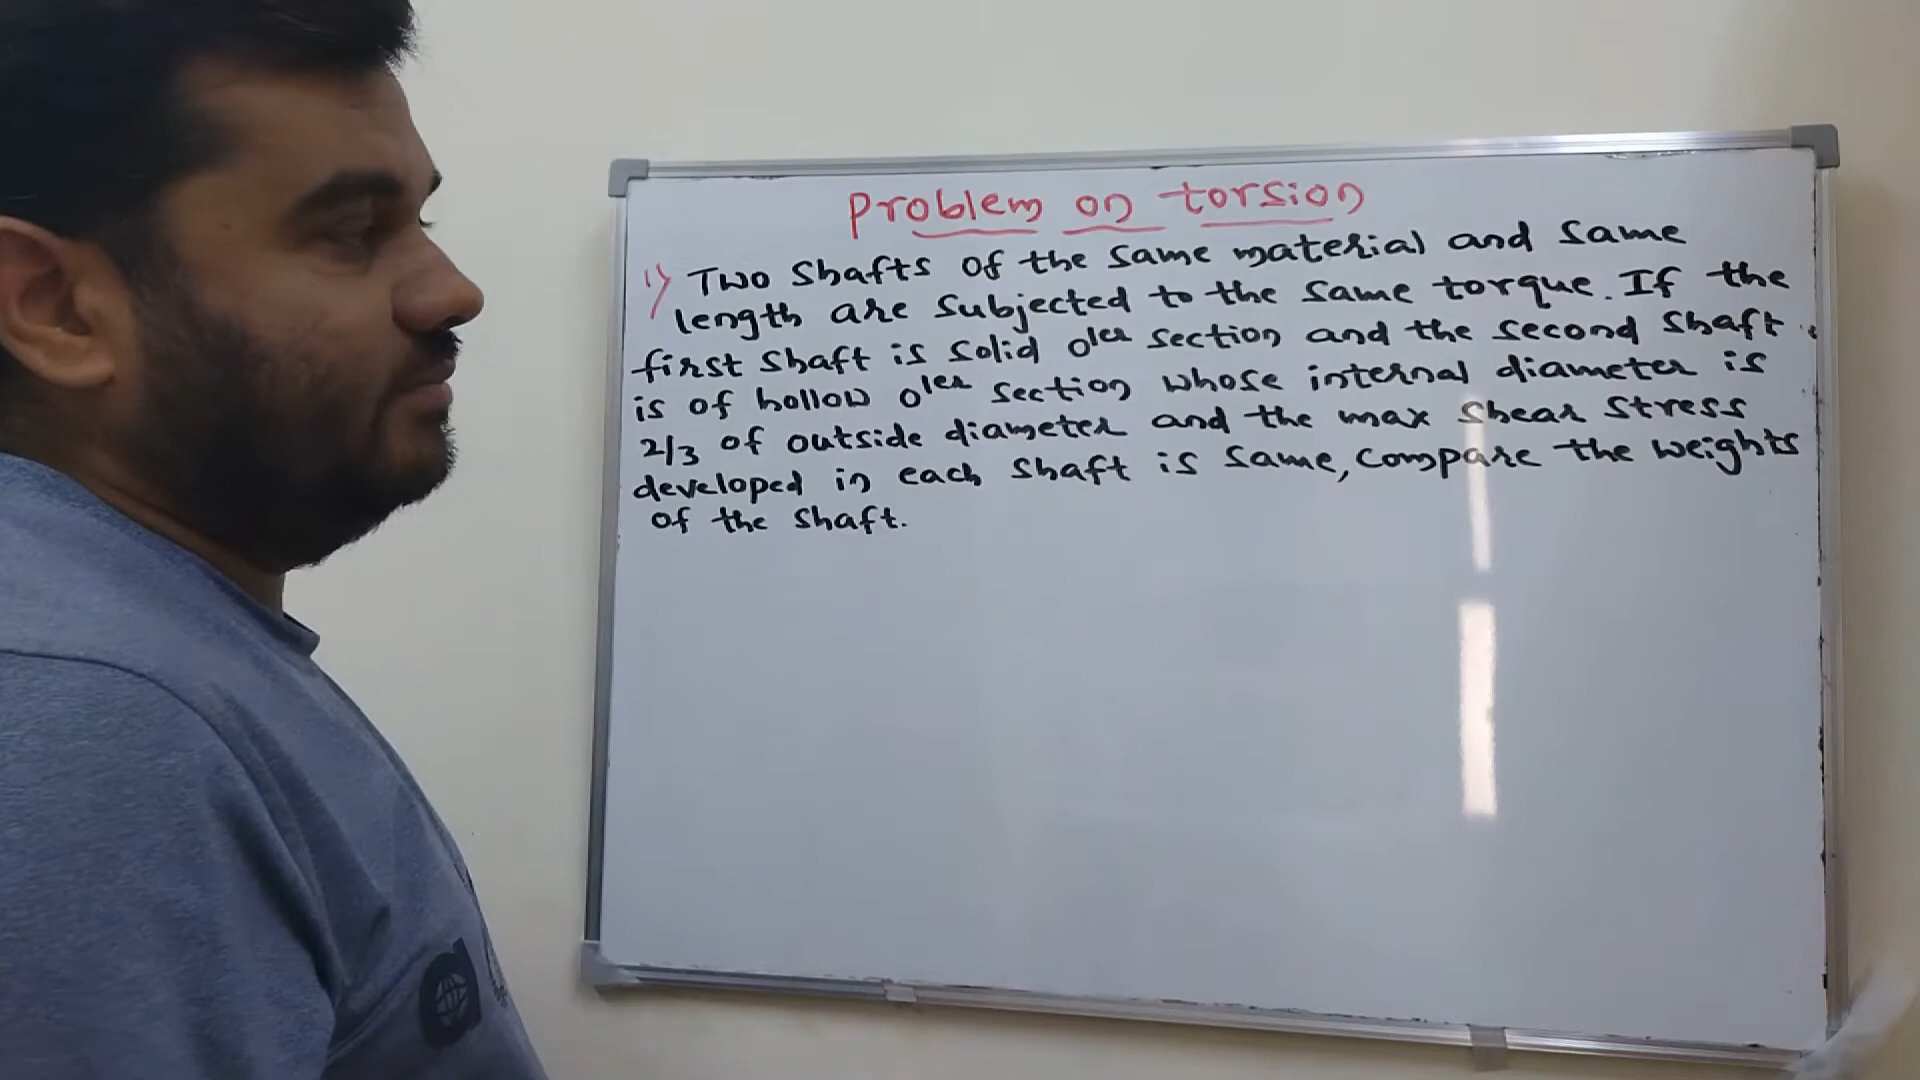 Problem on torsion
1) Two shafts of the same material and same
length are subjected to the same torque. If the
first shaft is solid 0ler section and the second shaft
is of hollow 0ler section whose internal diameter is
2/3 of outside diameter and the max shear stress
developed in each shaft is same, compare the weights
of the shaft.